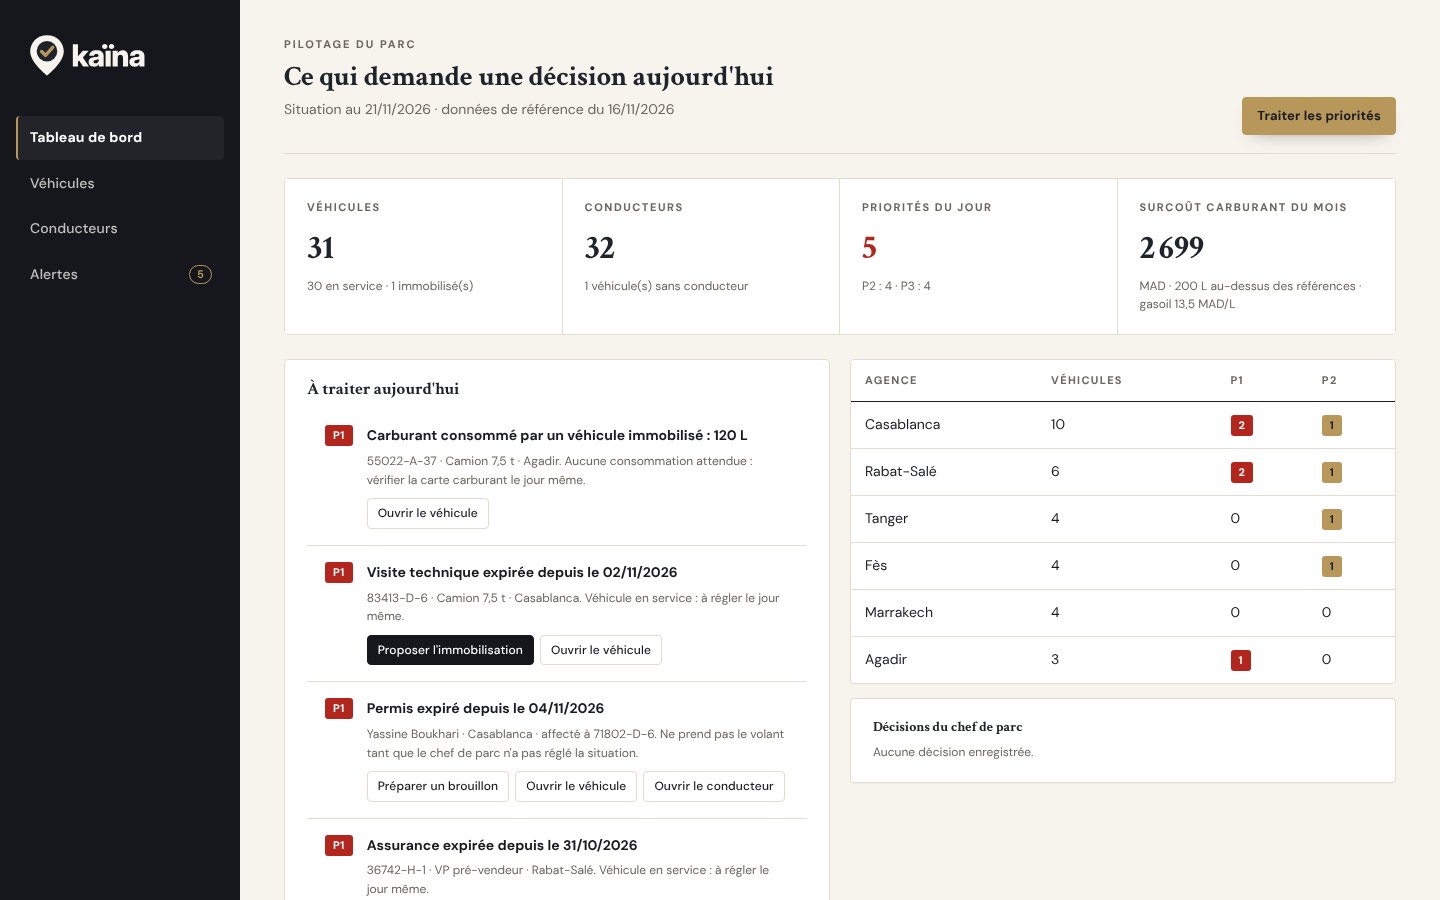 kaïna
Tableau de bord
Véhicules
Conducteurs
Alertes 5
PILOTAGE DU PARC
Ce qui demande une décision aujourd'hui
Situation au 21/11/2026 · données de référence du 16/11/2026
Traiter les priorités
VÉHICULES
31
30 en service · 1 immobilisé(s)
CONDUCTEURS
32
1 véhicule(s) sans conducteur
PRIORITÉS DU JOUR
5
P2 : 4 · P3 : 4
SURCOÛT CARBURANT DU MOIS
2 699
MAD · 200 L au-dessus des références ·
gasoil 13,5 MAD/L
À traiter aujourd'hui
P1 Carburant consommé par un véhicule immobilisé : 120 L
55022-A-37 · Camion 7,5 t · Agadir. Aucune consommation attendue :
vérifier la carte carburant le jour même.
Ouvrir le véhicule
P1 Visite technique expirée depuis le 02/11/2026
83413-D-6 · Camion 7,5 t · Casablanca. Véhicule en service : à régler le jour
même.
Proposer l'immobilisation Ouvrir le véhicule
P1 Permis expiré depuis le 04/11/2026
Yassine Boukhari · Casablanca · affecté à 71802-D-6. Ne prend pas le volant
tant que le chef de parc n'a pas réglé la situation.
Préparer un brouillon Ouvrir le véhicule Ouvrir le conducteur
P1 Assurance expirée depuis le 31/10/2026
36742-H-1 · VP pré-vendeur · Rabat-Salé. Véhicule en service : à régler le
jour même.
AGENCE VÉHICULES P1 P2
Casablanca 10 2 1
Rabat-Salé 6 2 1
Tanger 4 0 1
Fès 4 0 1
Marrakech 4 0 0
Agadir 3 1 0
Décisions du chef de parc
Aucune décision enregistrée.